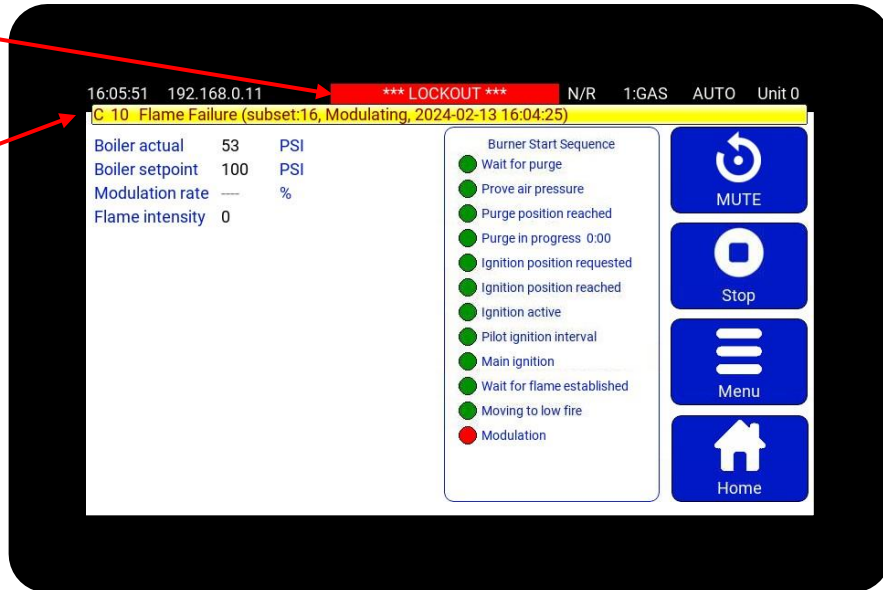 16:05:51 192.168.0.11 *** LOCKOUT *** N/R 1:GAS AUTO Unit 0
C 10 Flame Failure (subset:16, Modulating, 2024-02-13 16:04:25)
Boiler actual 53 PSI
Boiler setpoint 100 PSI
Modulation rate ---- %
Flame intensity 0
Burner Start Sequence
Wait for purge
Prove air pressure
Purge position reached
Purge in progress 0:00
Ignition position requested
Ignition position reached
Ignition active
Pilot ignition interval
Main ignition
Wait for flame established
Moving to low fire
Modulation
MUTE
Stop
Menu
Home